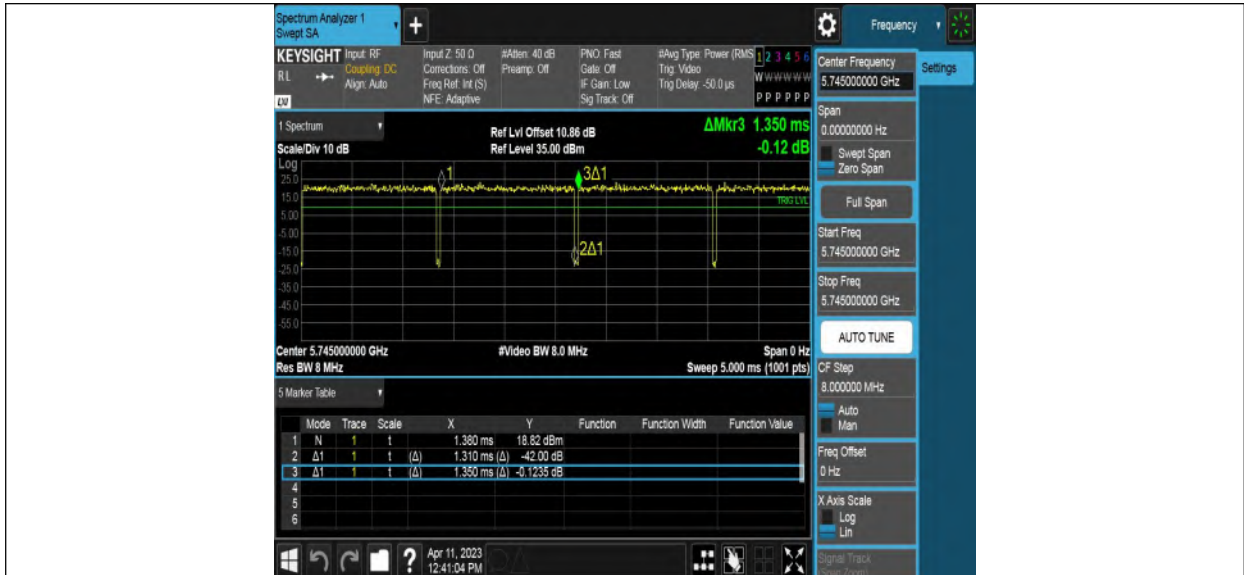 Spectrum Analyzer 1
Swept SA
+
Frequency
KEYSIGHT
Input: RF
Coupling: DC
Align: Auto
Input Z: 50 Ω
Corrections: Off
Freq Ref: Int (S)
NFE: Adaptive
#Atten: 40 dB
Preamp: Off
PNO: Fast
Gate: Off
IF Gain: Low
Sig Track: Off
#Avg Type: Power (RMS
Trig: Video
Trig Delay: -50.0 µs
1 2 3 4 5 6
W W W W W W
P P P P P P
R L
LXI
Center Frequency
5.745000000 GHz
Settings
Span
0.00000000 Hz
Swept Span
Zero Span
Full Span
Start Freq
5.745000000 GHz
Stop Freq
5.745000000 GHz
AUTO TUNE
CF Step
8.000000 MHz
Auto
Man
Freq Offset
0 Hz
X Axis Scale
Log
Lin
Signal Track
(Span Zoom)
1 Spectrum
Scale/Div 10 dB
Ref Lvl Offset 10.86 dB
Ref Level 35.00 dBm
ΔMkr3 1.350 ms
-0.12 dB
Log
25.0
15.0
5.00
-5.00
-15.0
-25.0
-35.0
-45.0
-55.0
1
3Δ1
TRIG LVL
2Δ1
Center 5.745000000 GHz
#Video BW 8.0 MHz
Span 0 Hz
Res BW 8 MHz
Sweep 5.000 ms (1001 pts)
5 Marker Table
Mode Trace Scale X Y Function Function Width Function Value
1 N 1 t 1.380 ms 18.82 dBm
2 Δ1 1 t (Δ) 1.310 ms (Δ) -42.00 dB
3 Δ1 1 t (Δ) 1.350 ms (Δ) -0.1235 dB
4
5
6
?
Apr 11, 2023
12:41:04 PM